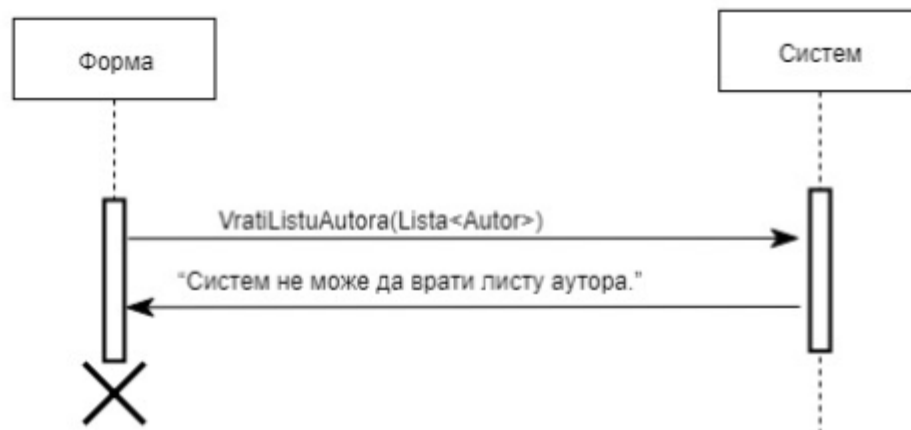 Форма
Систем
VratiListuAutora(Lista<Autor>)
“Систем не може да врати листу аутора.”